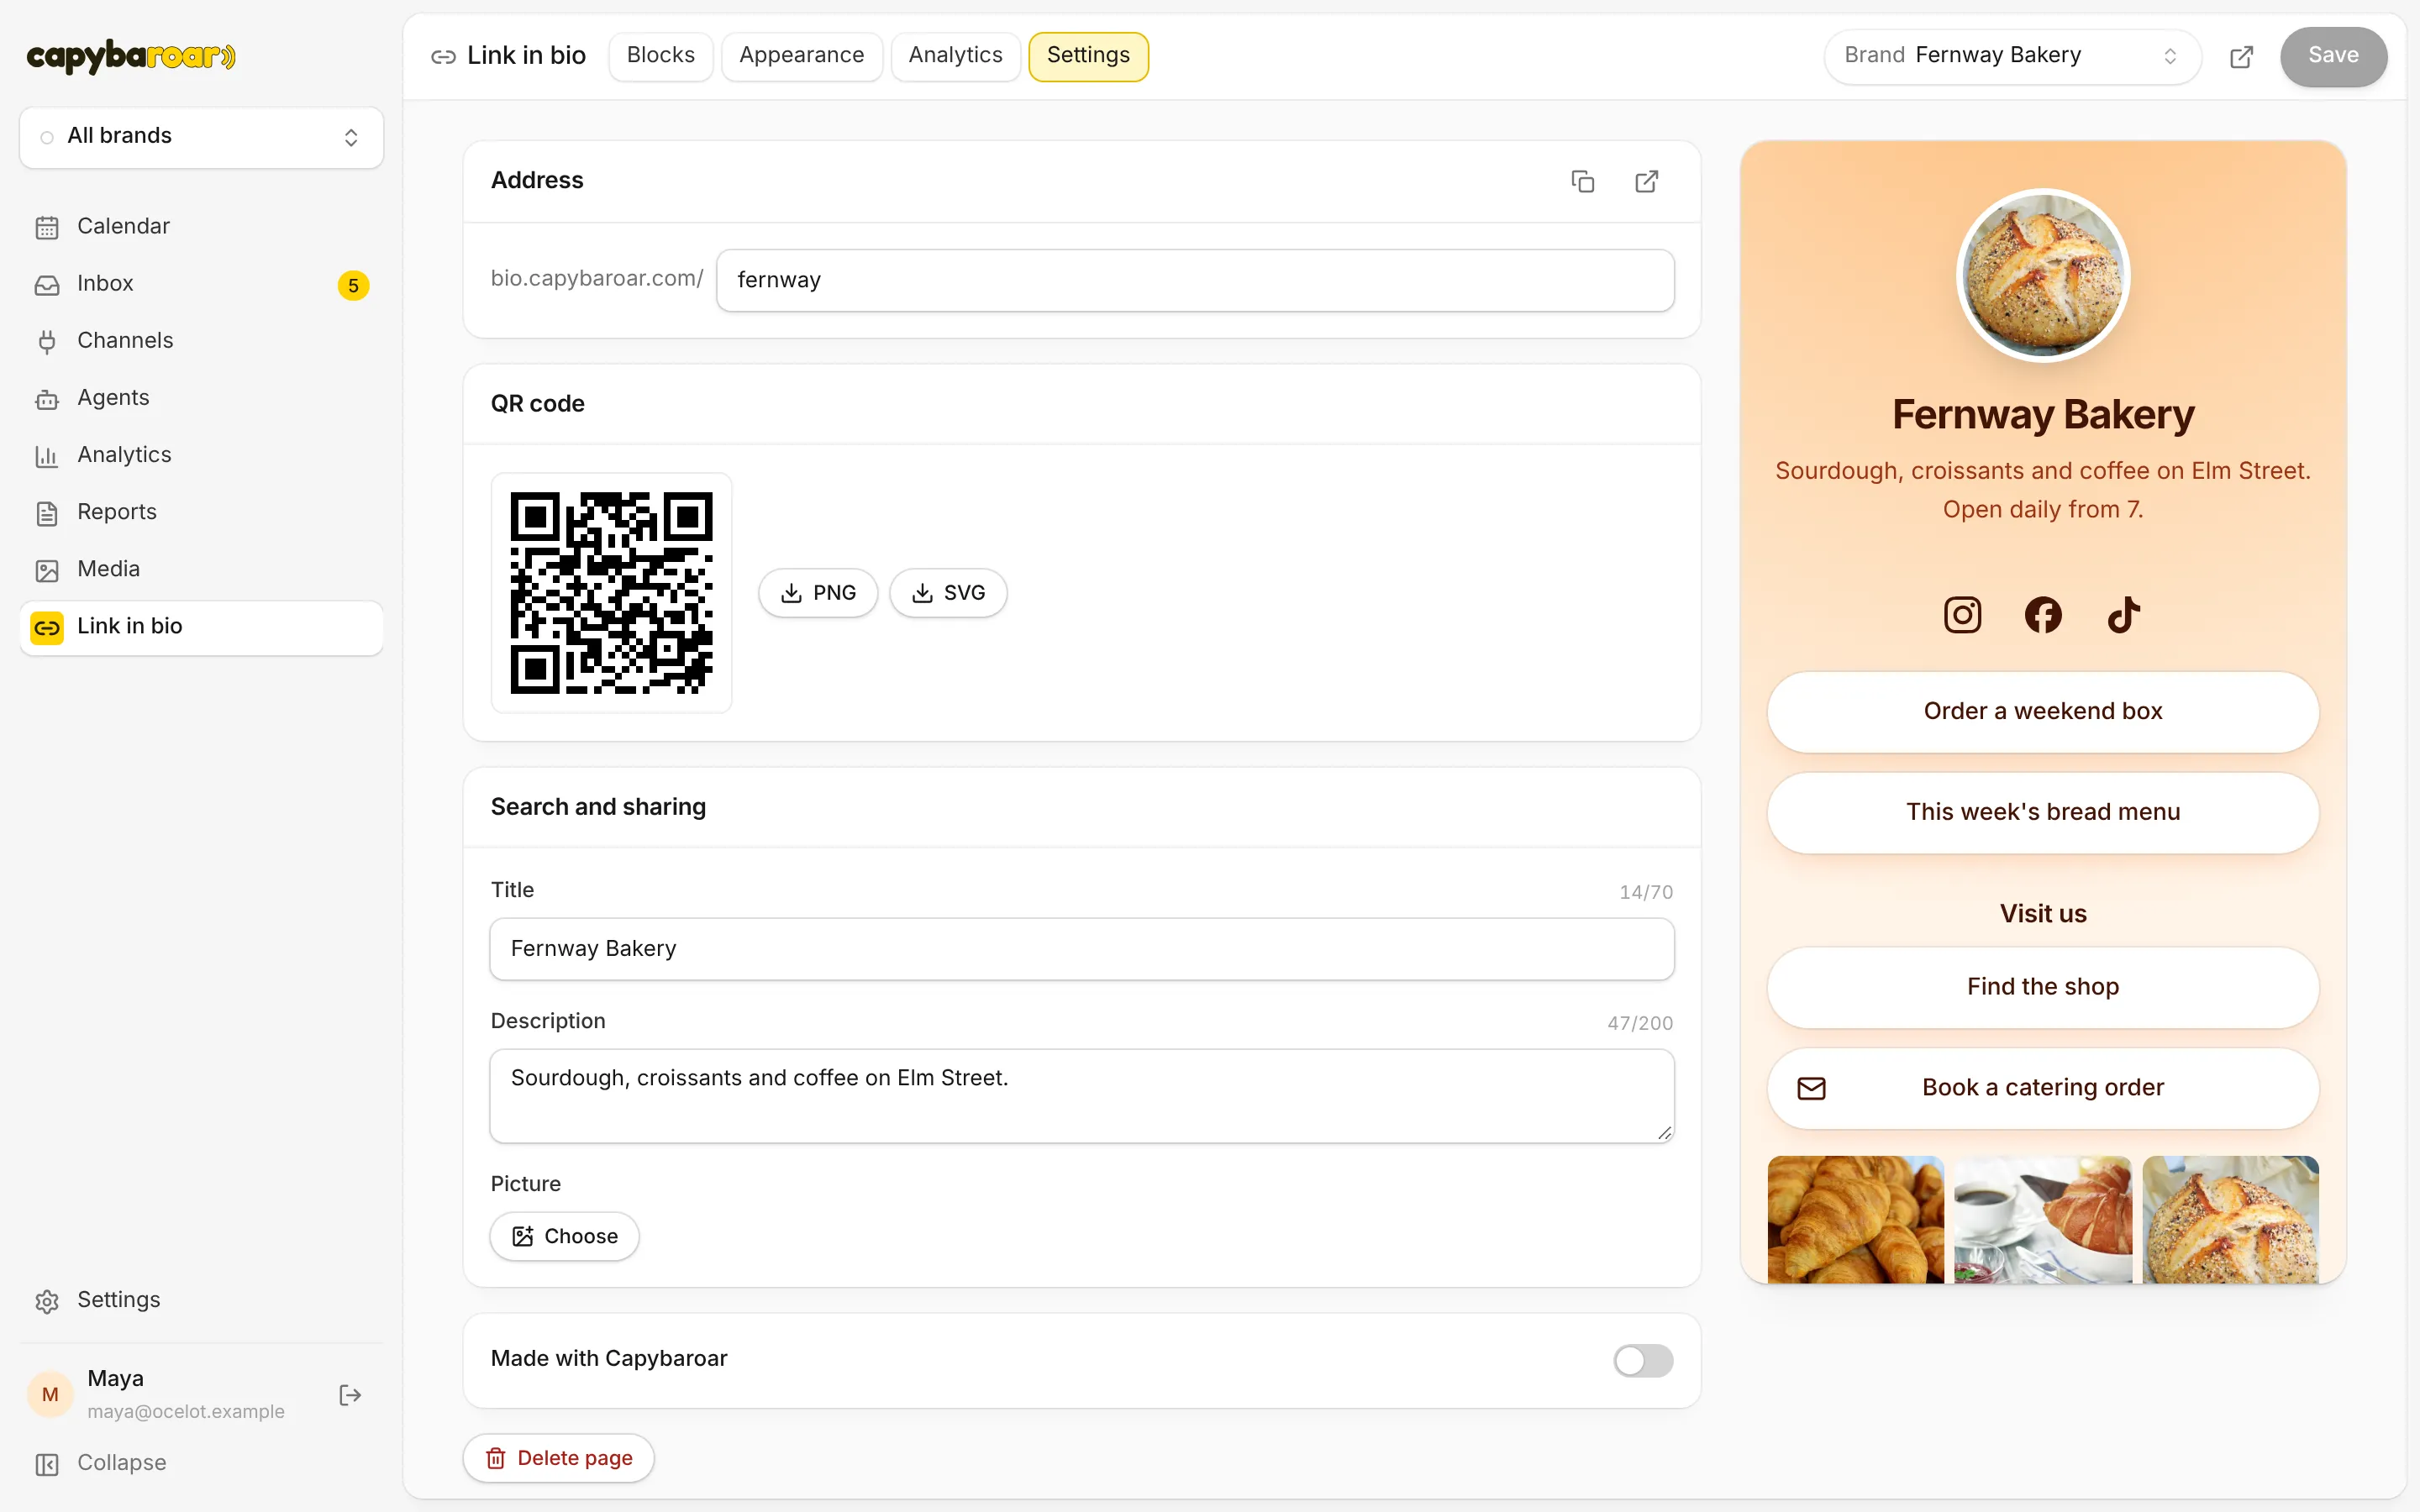 capybaroar
All brands
Calendar
Inbox
5
Channels
Agents
Analytics
Reports
Media
Link in bio
Settings
M
Maya
maya@ocelot.example
Collapse
Link in bio
Blocks
Appearance
Analytics
Settings
Brand Fernway Bakery
Save
Address
bio.capybaroar.com/
fernway
QR code
PNG
SVG
Search and sharing
Title
14/70
Fernway Bakery
Description
47/200
Sourdough, croissants and coffee on Elm Street.
Picture
Choose
Made with Capybaroar
Delete page
Fernway Bakery
Sourdough, croissants and coffee on Elm Street.
Open daily from 7.
Order a weekend box
This week's bread menu
Visit us
Find the shop
Book a catering order